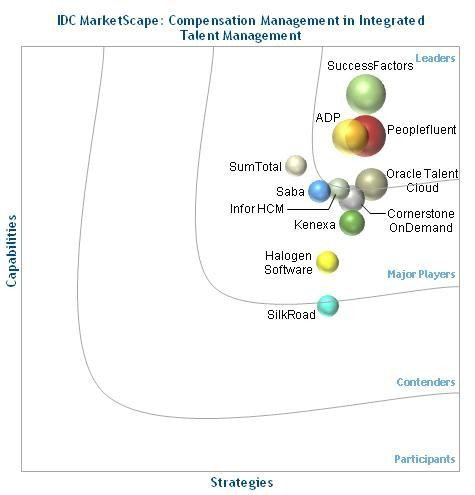 IDC MarketScape: Compensation Management in Integrated
Talent Management
Leaders
SuccessFactors
ADP
Peoplefluent
SumTotal
Oracle Talent
Cloud
Saba
Infor HCM
Cornerstone
OnDemand
Kenexa
Halogen
Software
Major Players
SilkRoad
Contenders
Participants
Capabilities
Strategies